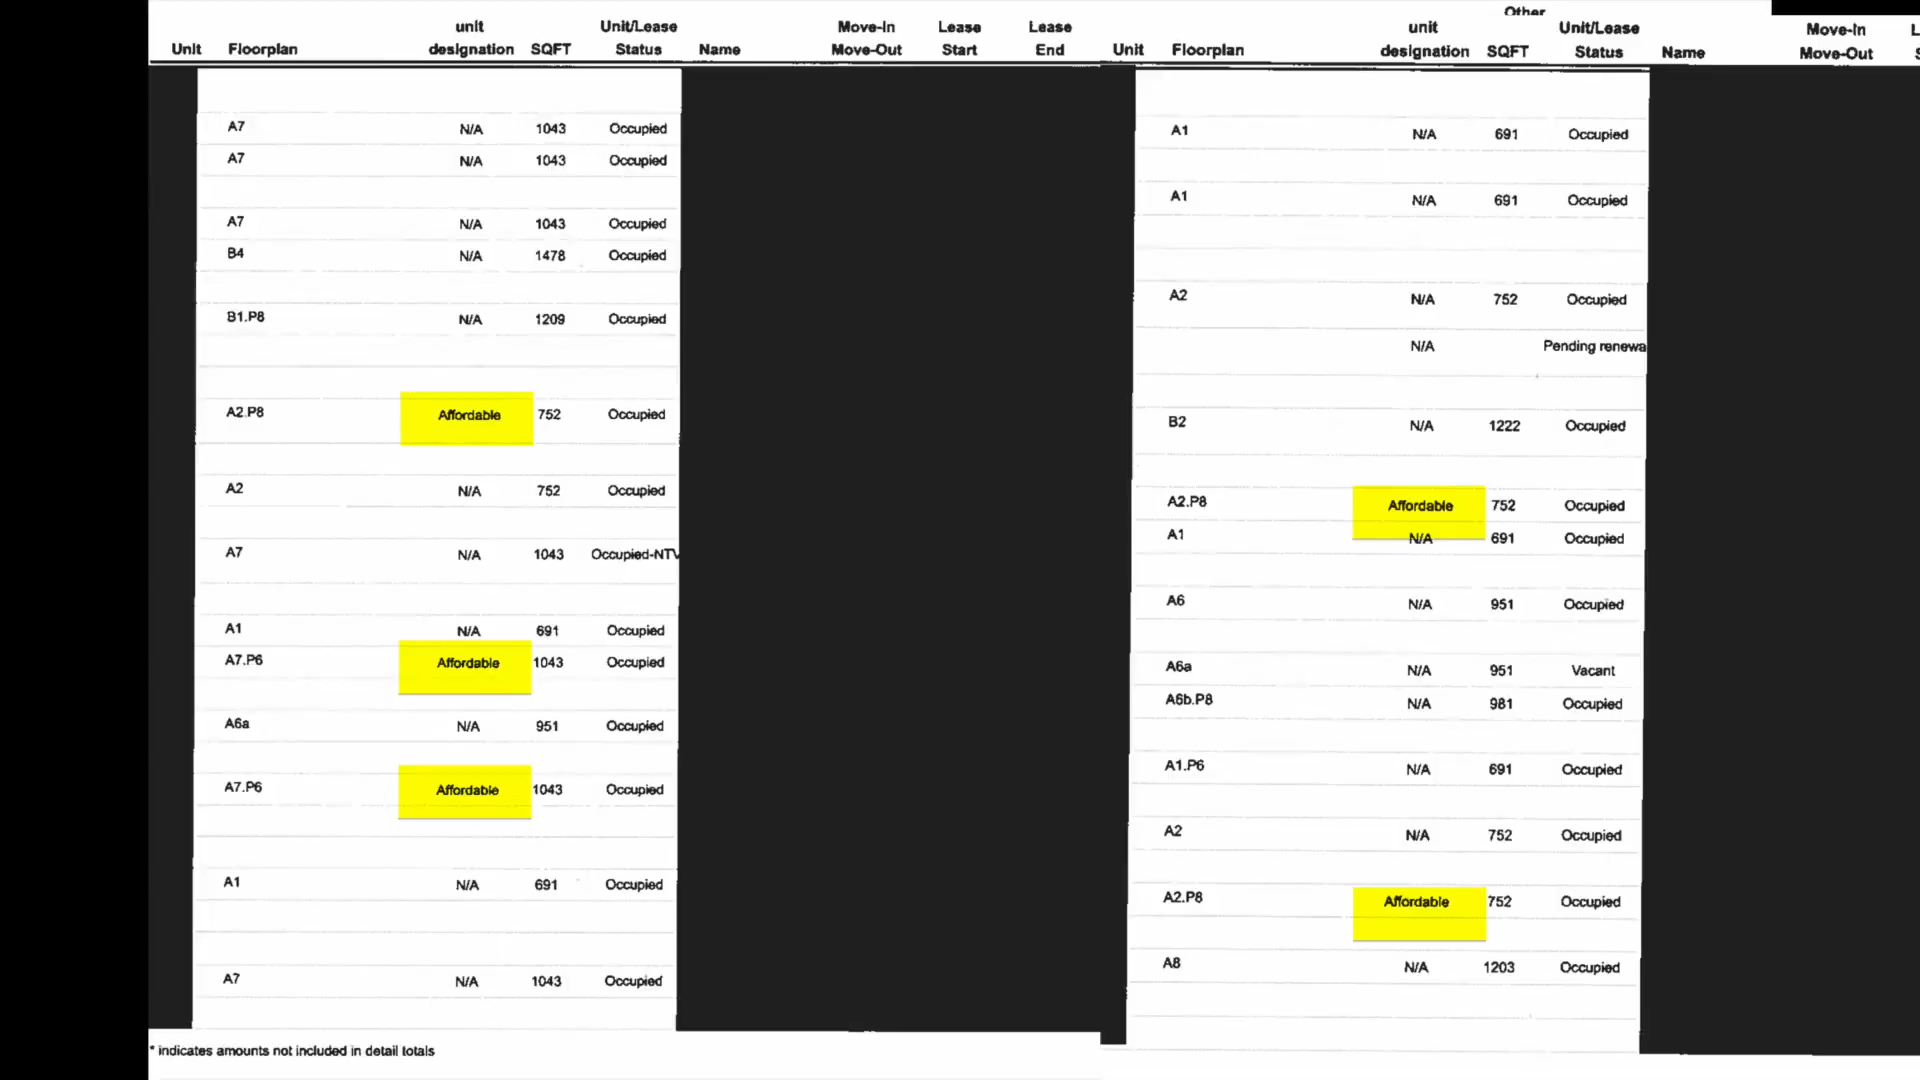 unit Unit/Lease Move-In Lease Lease
Unit Floorplan designation SQFT Status Name Move-Out Start End
A7 N/A 1043 Occupied
A7 N/A 1043 Occupied
A7 N/A 1043 Occupied
B4 N/A 1478 Occupied
B1.P8 N/A 1209 Occupied
A2.P8 Affordable 752 Occupied
A2 N/A 752 Occupied
A7 N/A 1043 Occupied-NTV
A1 N/A 691 Occupied
A7.P6 Affordable 1043 Occupied
A6a N/A 951 Occupied
A7.P6 Affordable 1043 Occupied
A1 N/A 691 Occupied
A7 N/A 1043 Occupied
* indicates amounts not included in detail totals
Other
unit Unit/Lease Move-In L
Unit Floorplan designation SQFT Status Name Move-Out S
A1 N/A 691 Occupied
A1 N/A 691 Occupied
A2 N/A 752 Occupied
N/A Pending renewa
B2 N/A 1222 Occupied
A2.P8 Affordable 752 Occupied
A1 N/A 691 Occupied
A6 N/A 951 Occupied
A6a N/A 951 Vacant
A6b.P8 N/A 981 Occupied
A1.P6 N/A 691 Occupied
A2 N/A 752 Occupied
A2.P8 Affordable 752 Occupied
A8 N/A 1203 Occupied